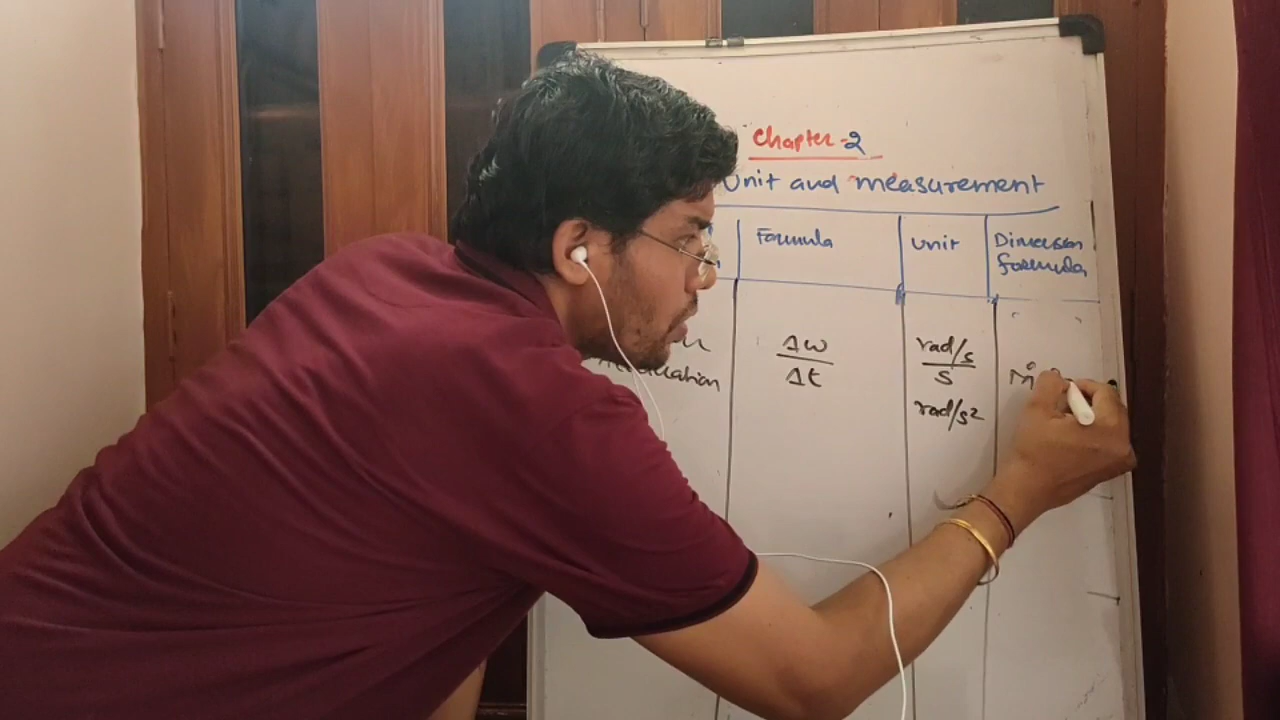 Chapter-2
Unit and measurement
Formula
Unit
Dimension
formula
Δω
Δt
rad/s
s
rad/s2
M°